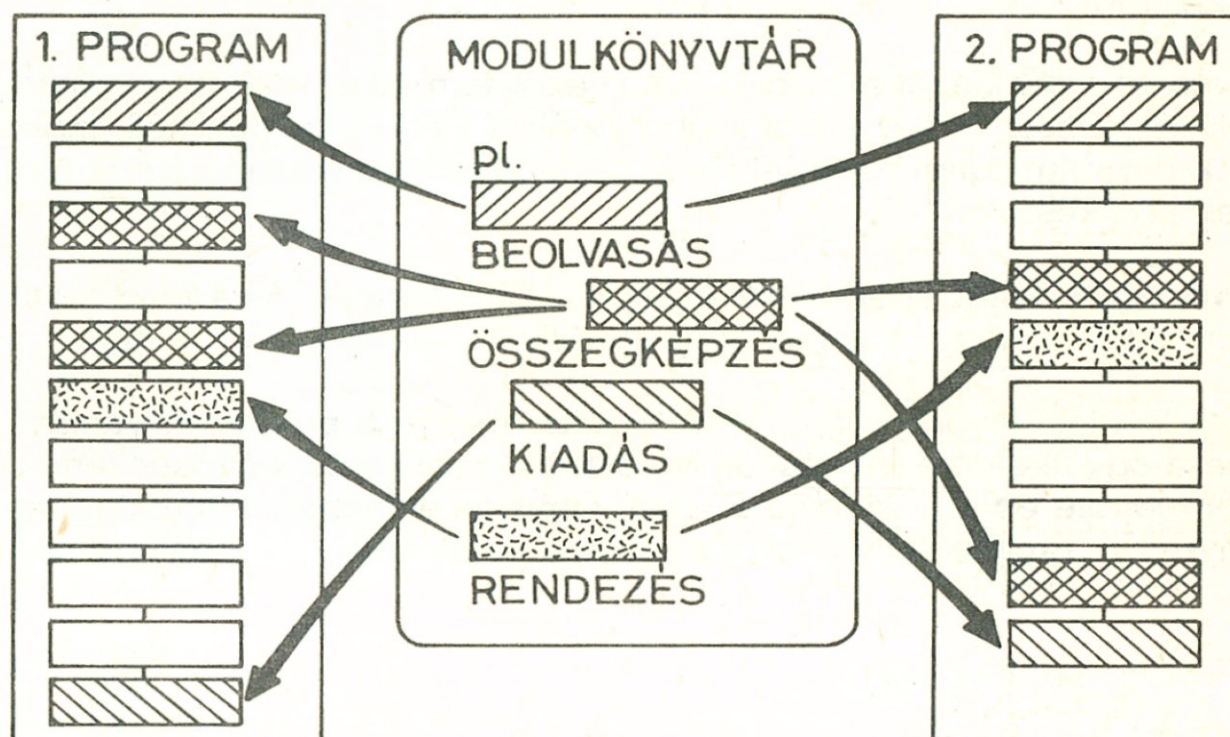 1. PROGRAM
MODULKÖNYVTÁR
2. PROGRAM
pl.
BEOLVASÁS
ÖSSZEGKÉPZÉS
KIADÁS
RENDEZÉS